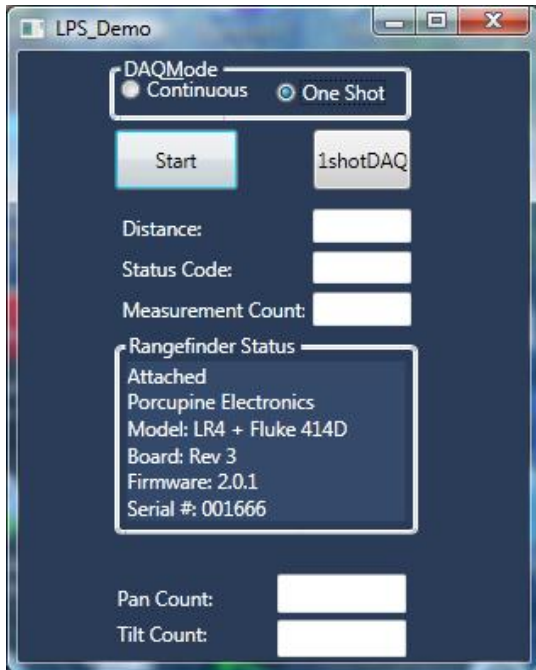 LPS_Demo
DAQMode
Continuous One Shot
Start 1shotDAQ
Distance:
Status Code:
Measurement Count:
Rangefinder Status
Attached
Porcupine Electronics
Model: LR4 + Fluke 414D
Board: Rev 3
Firmware: 2.0.1
Serial #: 001666
Pan Count:
Tilt Count: